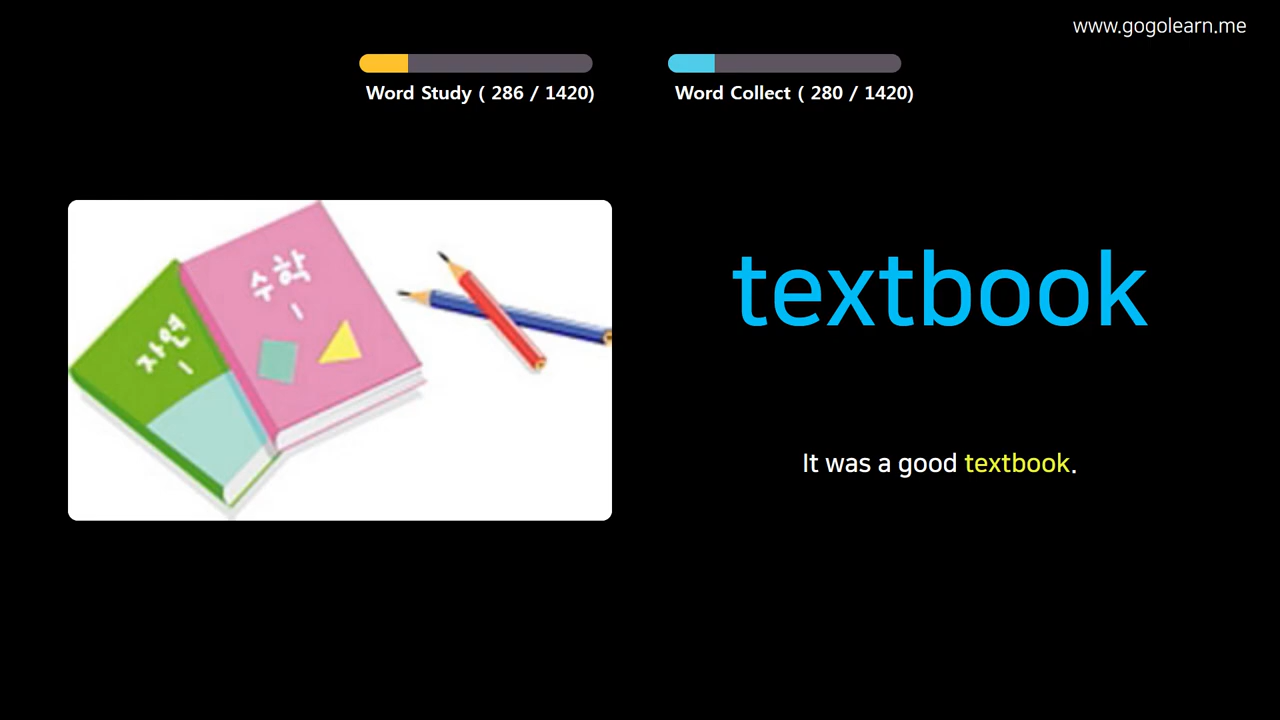 www.gogolearn.me
Word Study ( 286 / 1420)
Word Collect ( 280 / 1420)
수학
1
자연
1
textbook
It was a good textbook.